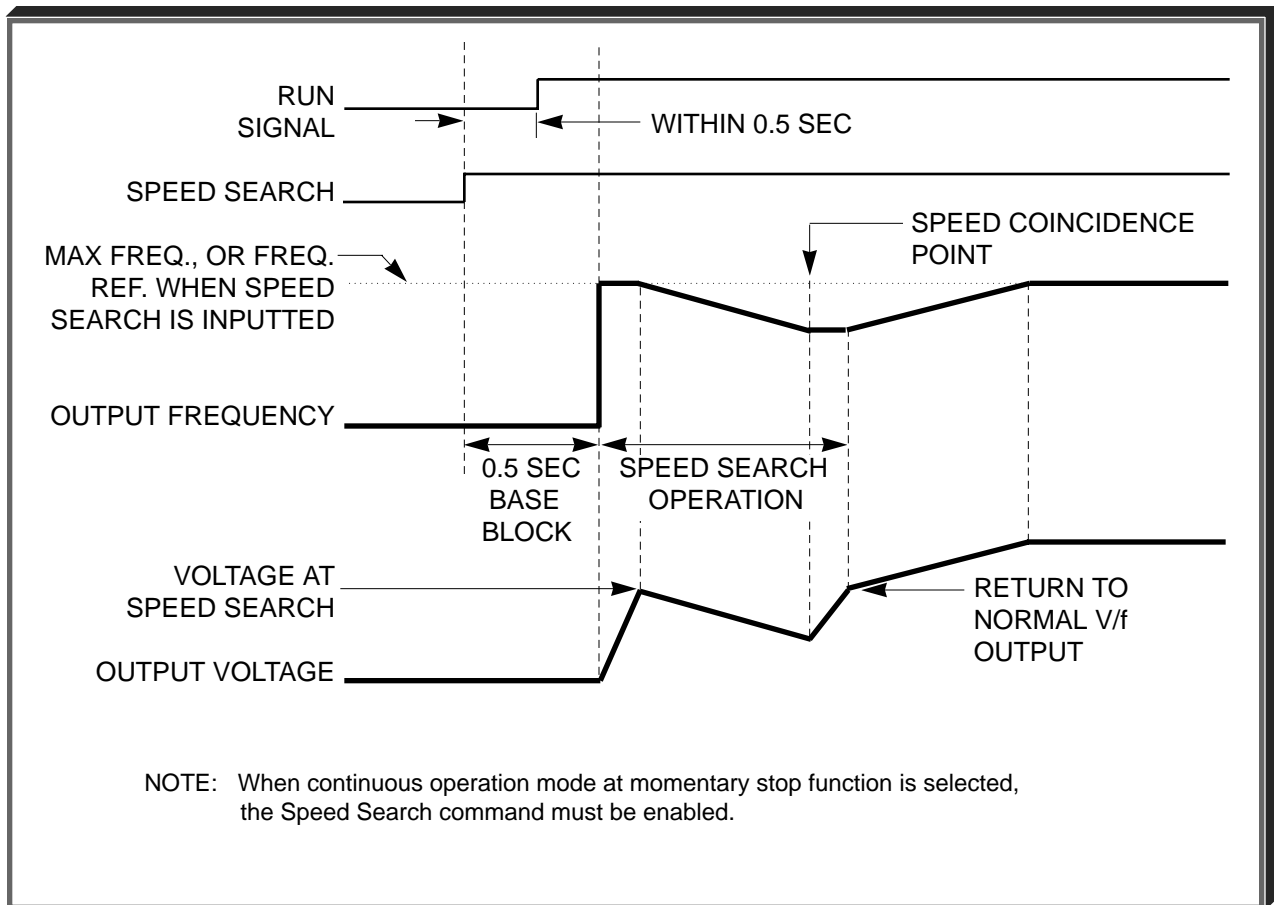 RUN
SIGNAL
WITHIN 0.5 SEC
SPEED SEARCH
SPEED COINCIDENCE
POINT
MAX FREQ., OR FREQ.
REF. WHEN SPEED
SEARCH IS INPUTTED
OUTPUT FREQUENCY
0.5 SEC
BASE
BLOCK
SPEED SEARCH
OPERATION
VOLTAGE AT
SPEED SEARCH
RETURN TO
NORMAL V/f
OUTPUT
OUTPUT VOLTAGE
NOTE: When continuous operation mode at momentary stop function is selected,
the Speed Search command must be enabled.